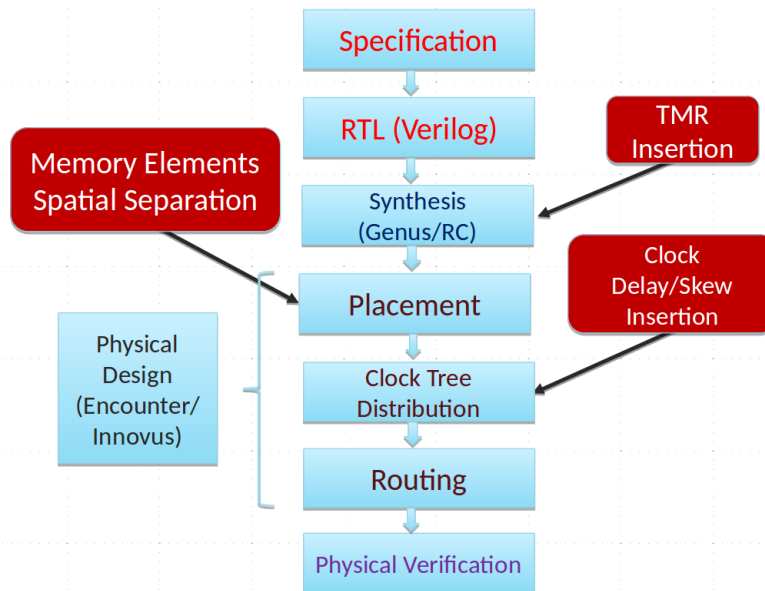 Specification
RTL (Verilog)
TMR
Insertion
Memory Elements
Spatial Separation
Synthesis
(Genus/RC)
Clock
Delay/Skew
Insertion
Placement
Physical
Design
(Encounter/
Innovus)
Clock Tree
Distribution
Routing
Physical Verification